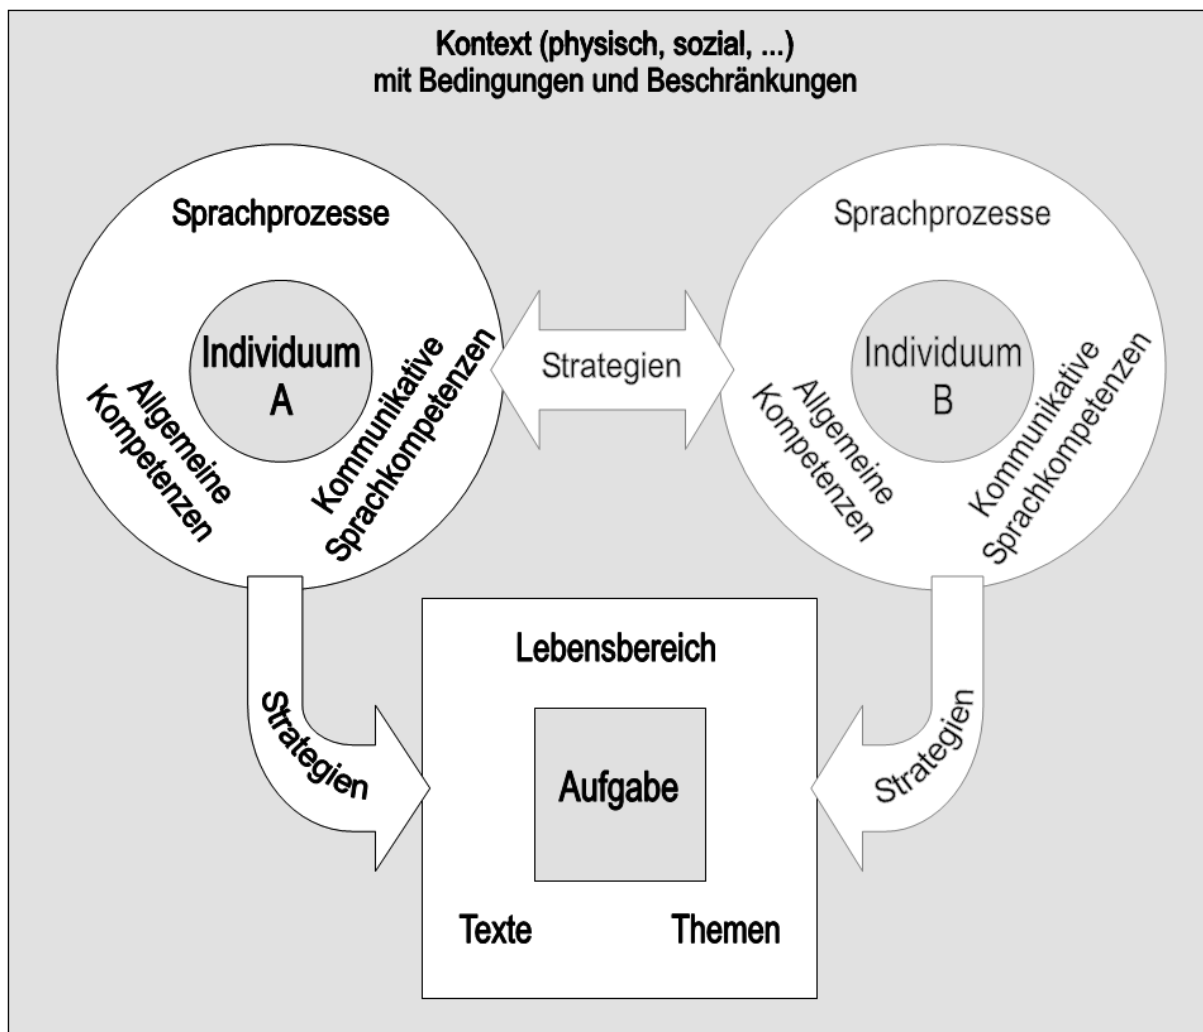 Kontext (physisch, sozial, ...)
mit Bedingungen und Beschränkungen
Sprachprozesse
Individuum
A
Allgemeine
Kompetenzen
Kommunikative
Sprachkompetenzen
Strategien
Sprachprozesse
Individuum
B
Allgemeine
Kompetenzen
Kommunikative
Sprachkompetenzen
Strategien
Lebensbereich
Aufgabe
Texte
Themen
Strategien